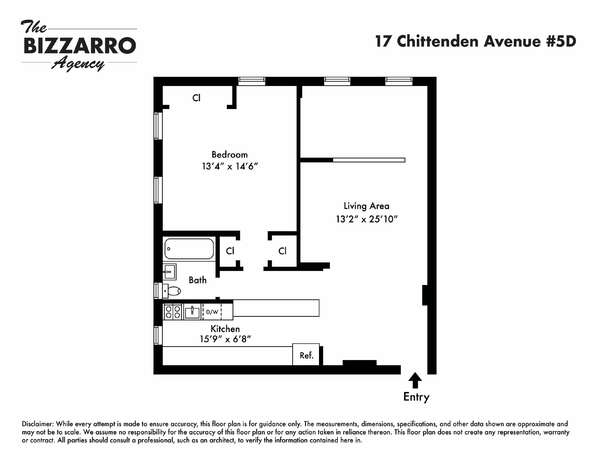 The
BIZZARRO
Agency
17 Chittenden Avenue #5D
Cl
Bedroom
13'4" x 14'6"
Living Area
13'2" x 25'10"
Cl
Cl
Bath
D/W
Kitchen
15'9" x 6'8"
Ref.
Entry
Disclaimer: While every attempt is made to ensure accuracy, this floor plan is for guidance only. The measurements, dimensions, specifications, and other data shown are approximate and
may not be to scale. We assume no responsibility for the accuracy of this floor plan or for any action taken in reliance thereon. This floor plan does not create any representation, warranty
or contract. All parties should consult a professional, such as an architect, to verify the information contained here in.